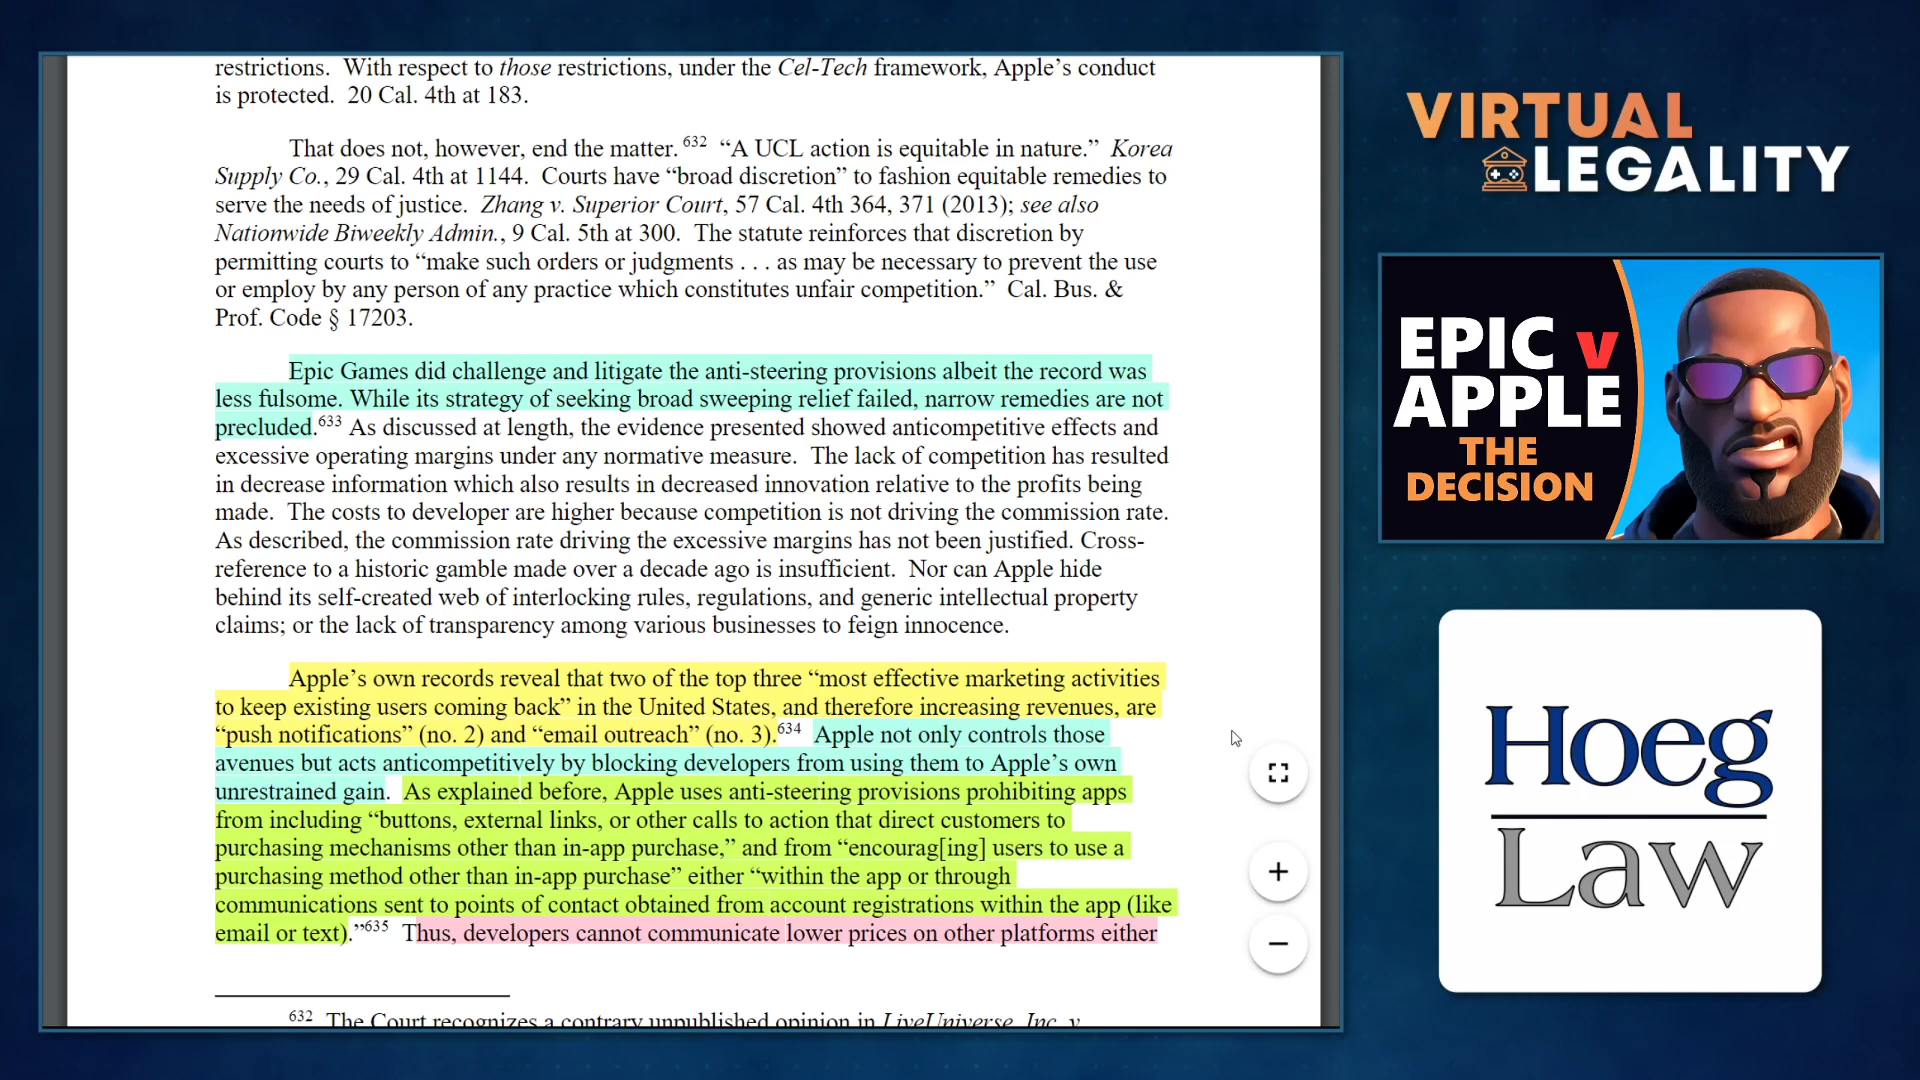 restrictions. With respect to those restrictions, under the Cel-Tech framework, Apple’s conduct
is protected. 20 Cal. 4th at 183.
That does not, however, end the matter. 632 “A UCL action is equitable in nature.” Korea
Supply Co., 29 Cal. 4th at 1144. Courts have “broad discretion” to fashion equitable remedies to
serve the needs of justice. Zhang v. Superior Court, 57 Cal. 4th 364, 371 (2013); see also
Nationwide Biweekly Admin., 9 Cal. 5th at 300. The statute reinforces that discretion by
permitting courts to “make such orders or judgments . . . as may be necessary to prevent the use
or employ by any person of any practice which constitutes unfair competition.” Cal. Bus. &
Prof. Code § 17203.
Epic Games did challenge and litigate the anti-steering provisions albeit the record was
less fulsome. While its strategy of seeking broad sweeping relief failed, narrow remedies are not
precluded.633 As discussed at length, the evidence presented showed anticompetitive effects and
excessive operating margins under any normative measure. The lack of competition has resulted
in decrease information which also results in decreased innovation relative to the profits being
made. The costs to developer are higher because competition is not driving the commission rate.
As described, the commission rate driving the excessive margins has not been justified. Cross-
reference to a historic gamble made over a decade ago is insufficient. Nor can Apple hide
behind its self-created web of interlocking rules, regulations, and generic intellectual property
claims; or the lack of transparency among various businesses to feign innocence.
Apple’s own records reveal that two of the top three “most effective marketing activities
to keep existing users coming back” in the United States, and therefore increasing revenues, are
“push notifications” (no. 2) and “email outreach” (no. 3).634 Apple not only controls those
avenues but acts anticompetitively by blocking developers from using them to Apple’s own
unrestrained gain. As explained before, Apple uses anti-steering provisions prohibiting apps
from including “buttons, external links, or other calls to action that direct customers to
purchasing mechanisms other than in-app purchase,” and from “encourag[ing] users to use a
purchasing method other than in-app purchase” either “within the app or through
communications sent to points of contact obtained from account registrations within the app (like
email or text).”635 Thus, developers cannot communicate lower prices on other platforms either
632 The Court recognizes a contrary unpublished opinion in LiveUniverse, Inc. v.
VIRTUAL
LEGALITY
EPIC v
APPLE
THE
DECISION
Hoeg
Law